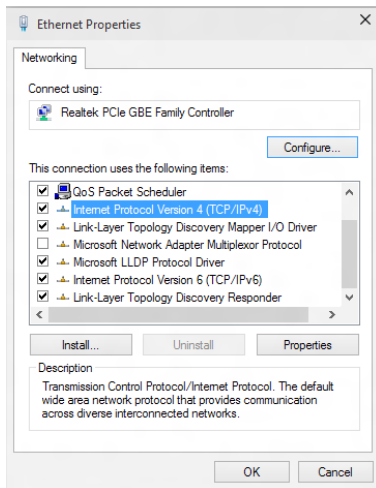 Ethernet Properties
Networking
Connect using:
Realtek PCIe GBE Family Controller
Configure...
This connection uses the following items:
QoS Packet Scheduler
Internet Protocol Version 4 (TCP/IPv4)
Link-Layer Topology Discovery Mapper I/O Driver
Microsoft Network Adapter Multiplexor Protocol
Microsoft LLDP Protocol Driver
Internet Protocol Version 6 (TCP/IPv6)
Link-Layer Topology Discovery Responder
Install... Uninstall Properties
Description
Transmission Control Protocol/Internet Protocol. The default
wide area network protocol that provides communication
across diverse interconnected networks.
OK Cancel